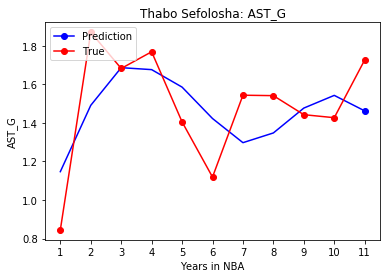 Thabo Sefolosha: AST_G
Prediction
True
AST_G
1.8
1.6
1.4
1.2
1.0
0.8
1 2 3 4 5 6 7 8 9 10 11
Years in NBA